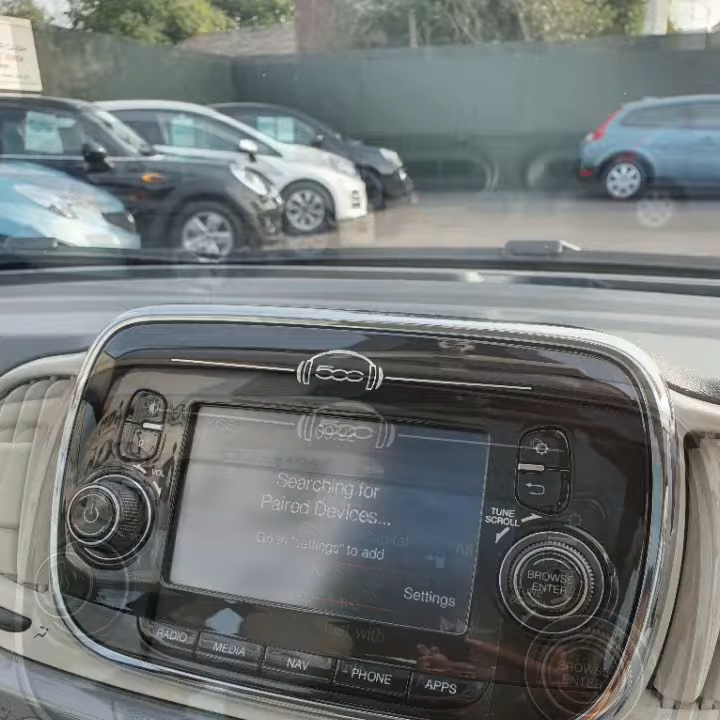 500
Searching for
Paired Devices...
Go to "settings" to add
Settings
VOL
TUNE
SCROLL
BROWSE
ENTER
RADIO
MEDIA
NAV
PHONE
APPS